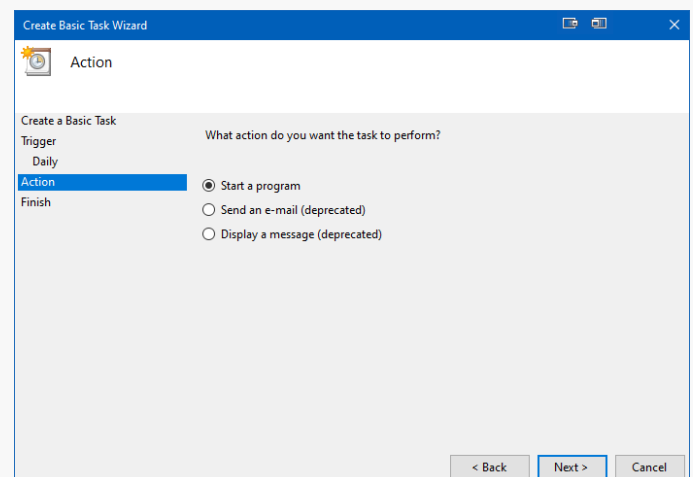 Create Basic Task Wizard
Action
Create a Basic Task
Trigger
Daily
Action
Finish
What action do you want the task to perform?
Start a program
Send an e-mail (deprecated)
Display a message (deprecated)
< Back
Next >
Cancel